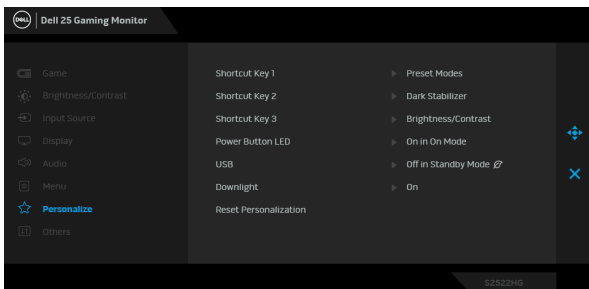 DELL Dell 25 Gaming Monitor
Game Shortcut Key 1 Preset Modes
Brightness/Contrast Shortcut Key 2 Dark Stabilizer
Input Source Shortcut Key 3 Brightness/Contrast
Display Power Button LED On in On Mode
Audio USB Off in Standby Mode
Menu Downlight On
Personalize Reset Personalization
Others
S2522HG